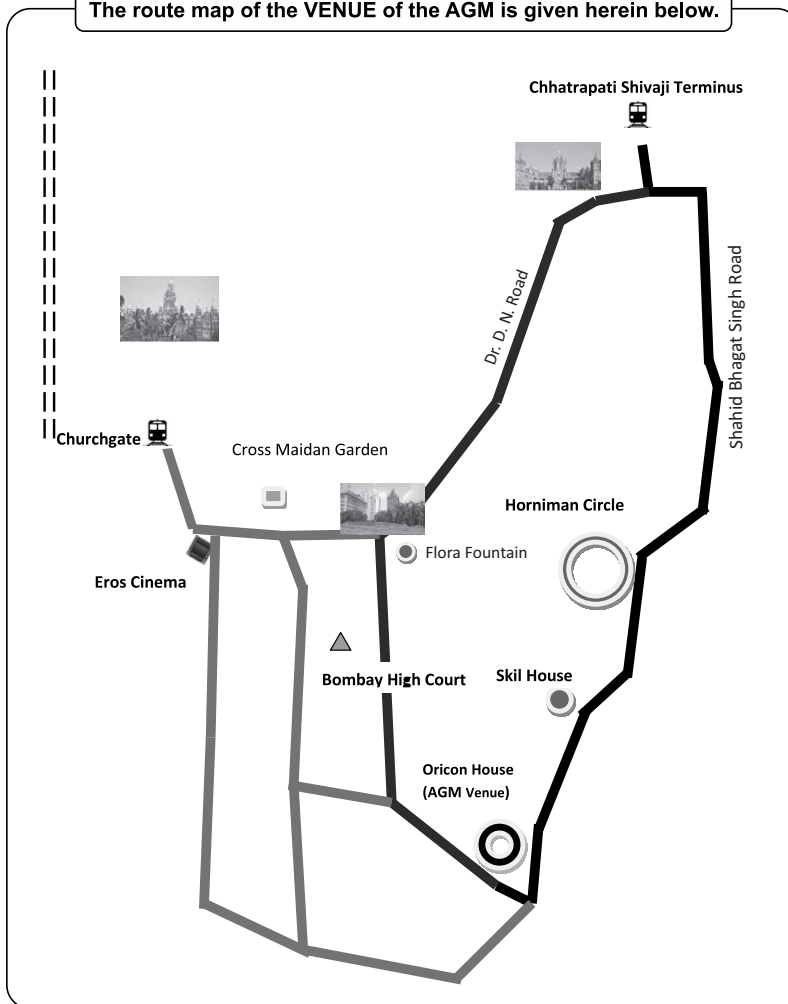 The route map of the VENUE of the AGM is given herein below.
Chhatrapati Shivaji Terminus
Dr. D. N. Road
Shahid Bhagat Singh Road
Churchgate
Cross Maidan Garden
Horniman Circle
Flora Fountain
Eros Cinema
Bombay High Court
Skil House
Oricon House
(AGM Venue)